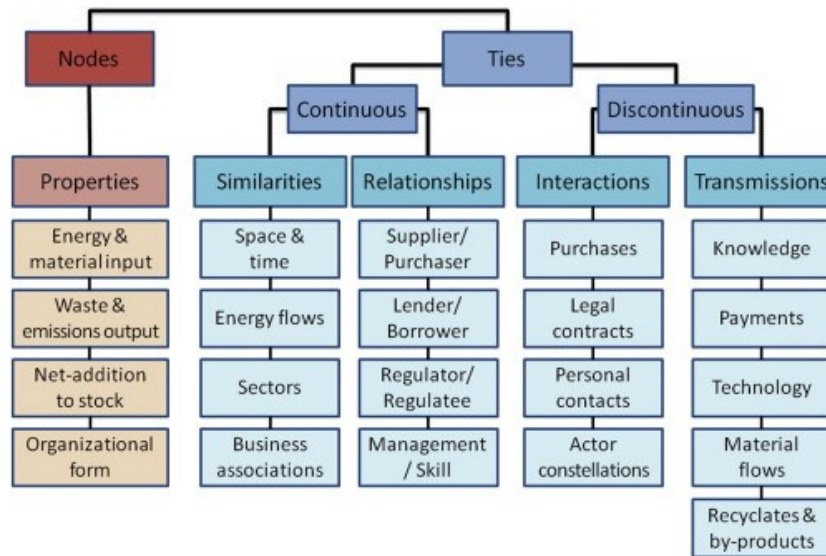 Nodes
Ties
Continuous
Discontinuous
Properties
Similarities
Relationships
Interactions
Transmissions
Energy &
material input
Space &
time
Supplier/
Purchaser
Purchases
Knowledge
Waste &
emissions output
Energy flows
Lender/
Borrower
Legal
contracts
Payments
Net-addition
to stock
Sectors
Regulator/
Regulatee
Personal
contacts
Technology
Organizational
form
Business
associations
Management
/ Skill
Actor
constellations
Material
flows
Recyclates &
by-products